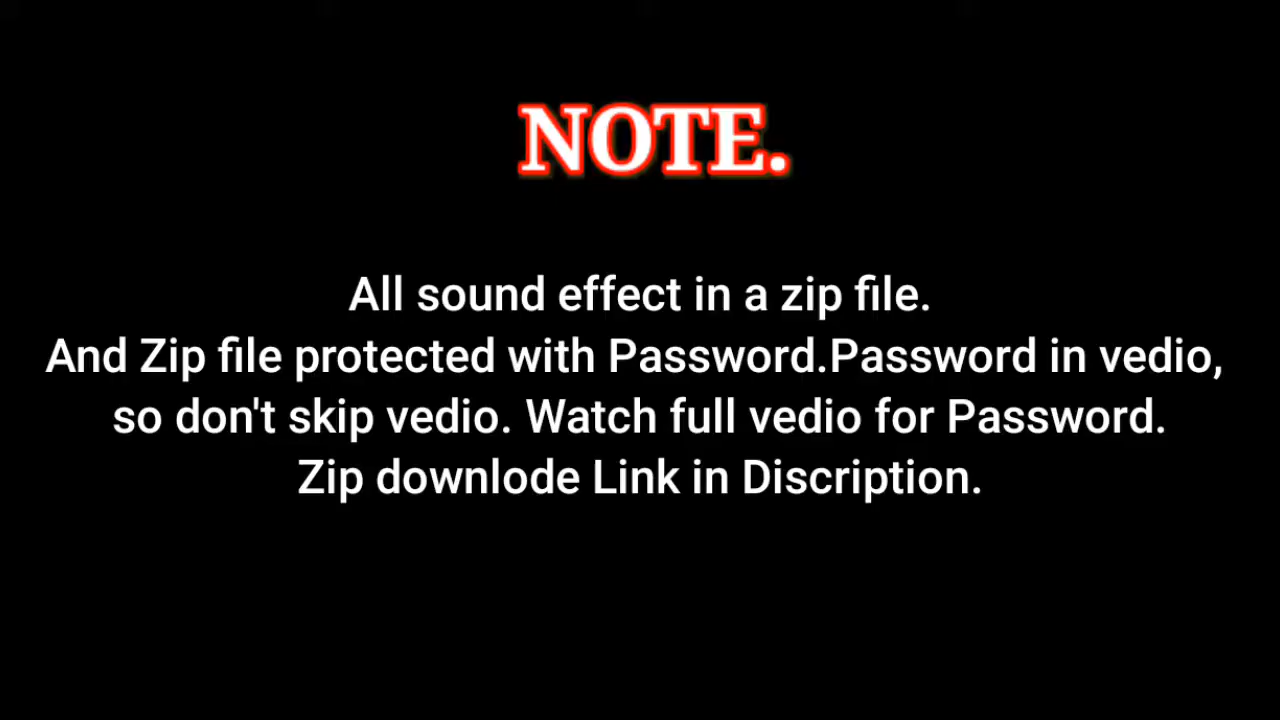 NOTE.
All sound effect in a zip file.
And Zip file protected with Password.Password in vedio,
so don't skip vedio. Watch full vedio for Password.
Zip downlode Link in Discription.